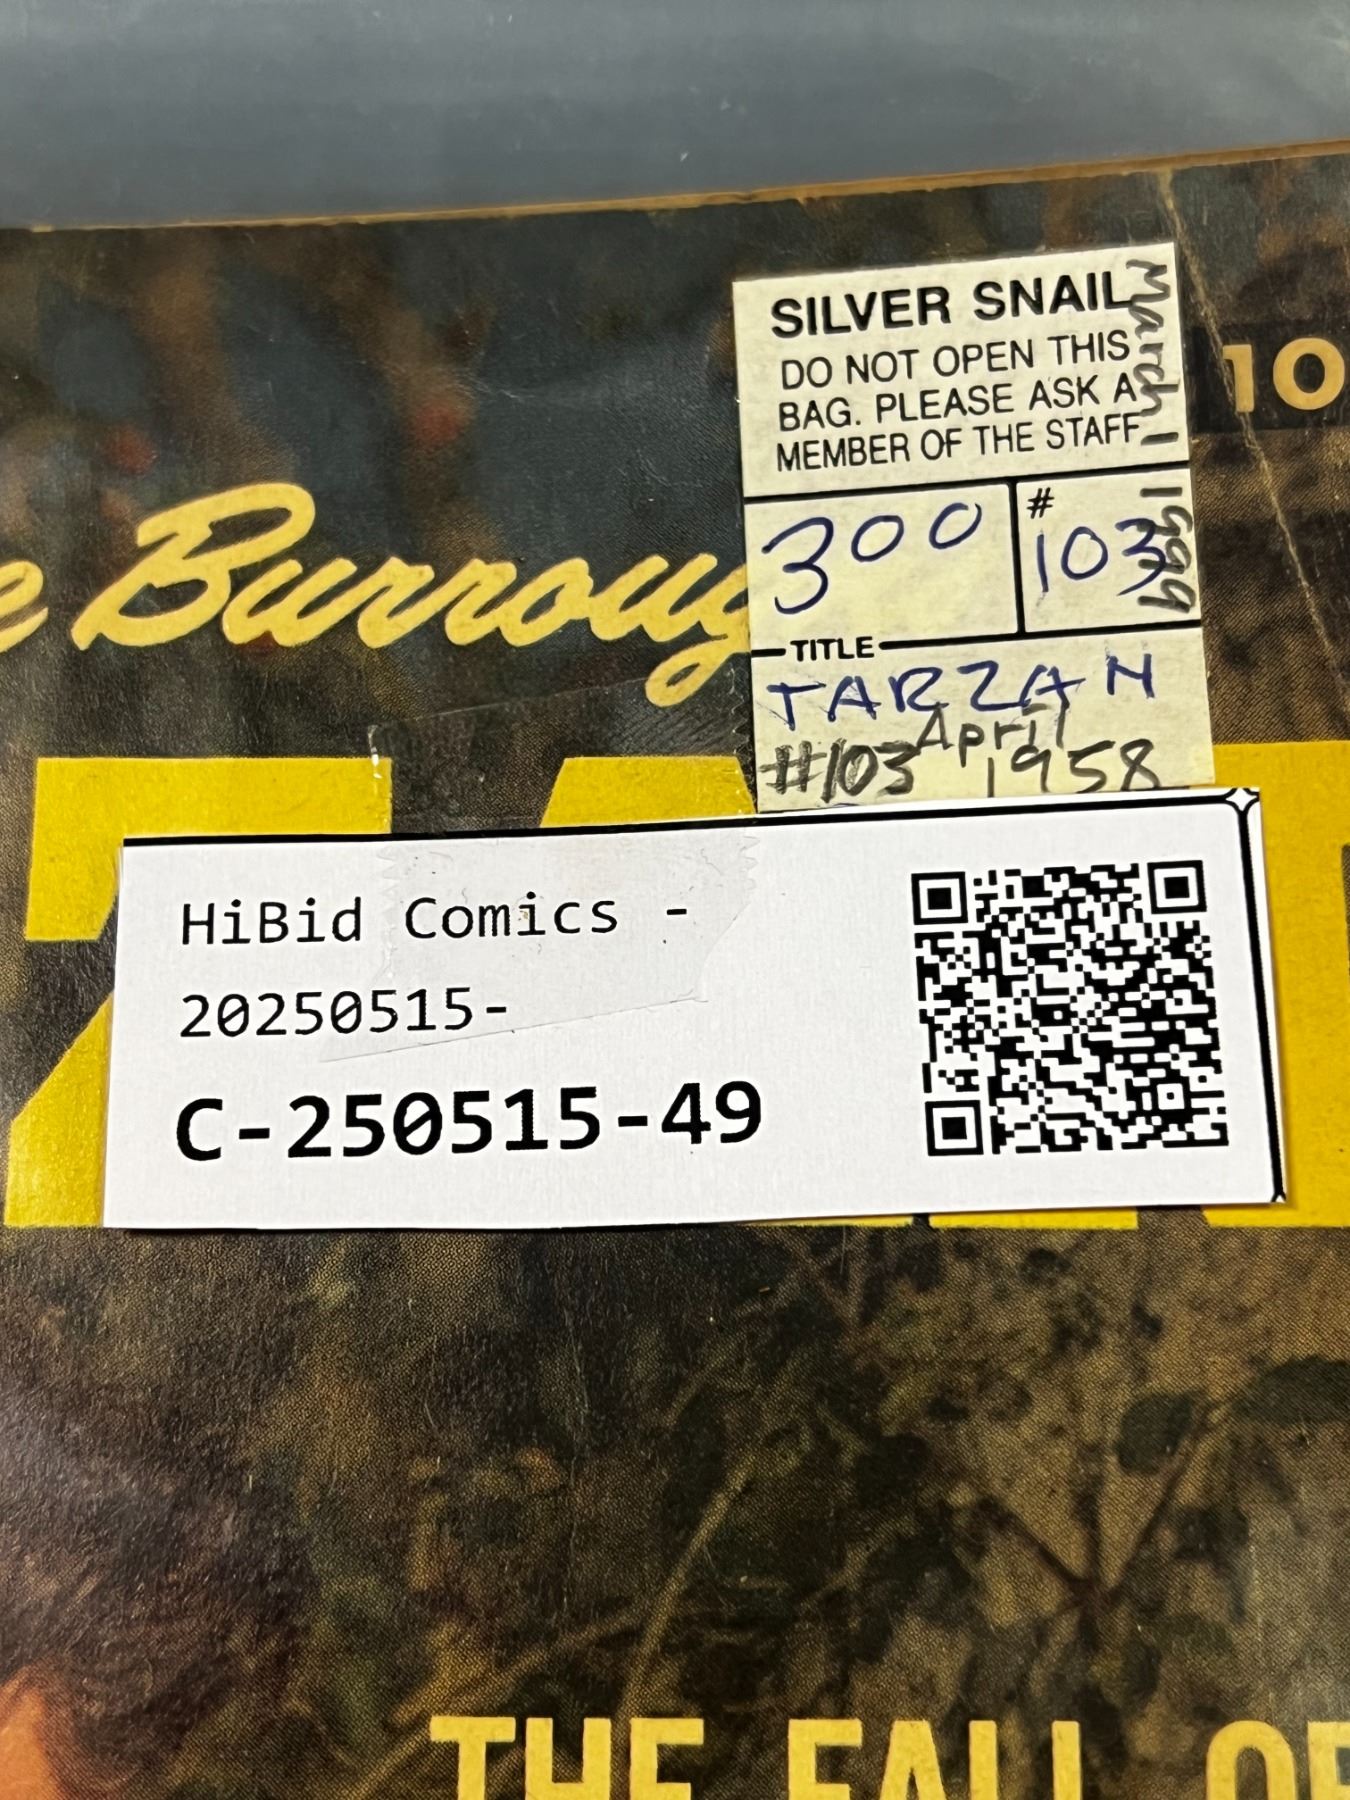 SILVER SNAIL
DO NOT OPEN THIS
BAG. PLEASE ASK A
MEMBER OF THE STAFF
March 1 1999
10
300
#
103
TITLE
TARZAN
April
#103 1958
Burroug
HiBid Comics -
20250515-
C-250515-49
THE FALL OF